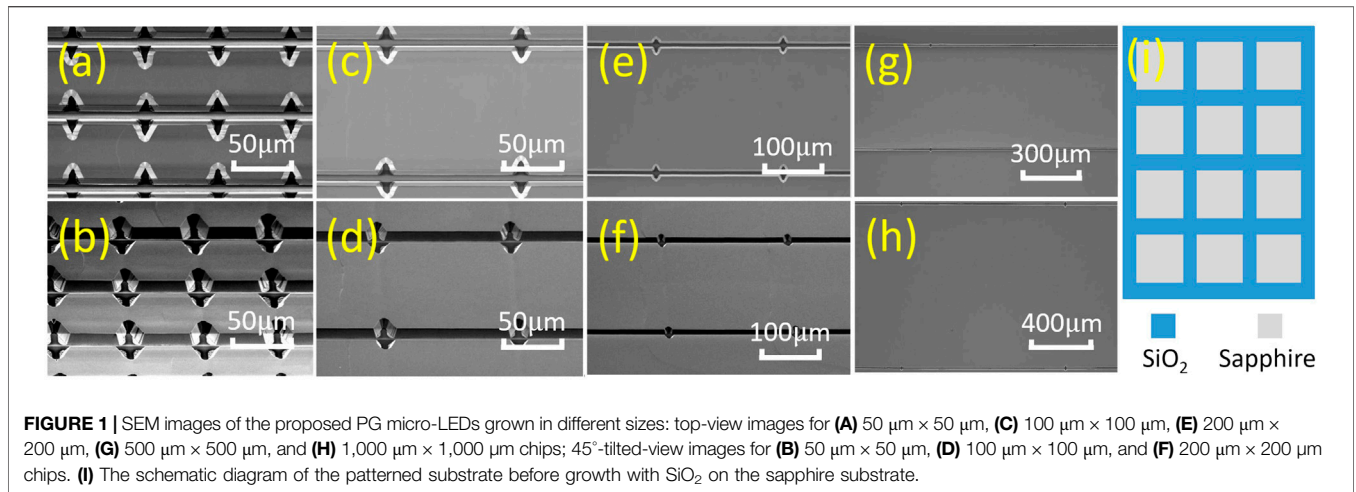 (a)
(c)
(e)
(g)
(i)
50μm
50μm
100μm
300μm
(b)
(d)
(f)
(h)
50μm
50μm
100μm
400μm
SiO₂
Sapphire
FIGURE 1 | SEM images of the proposed PG micro-LEDs grown in different sizes: top-view images for (A) 50 μm × 50 μm, (C) 100 μm × 100 μm, (E) 200 μm ×
200 μm, (G) 500 μm × 500 μm, and (H) 1,000 μm × 1,000 μm chips; 45°-tilted-view images for (B) 50 μm × 50 μm, (D) 100 μm × 100 μm, and (F) 200 μm × 200 μm
chips. (I) The schematic diagram of the patterned substrate before growth with SiO₂ on the sapphire substrate.